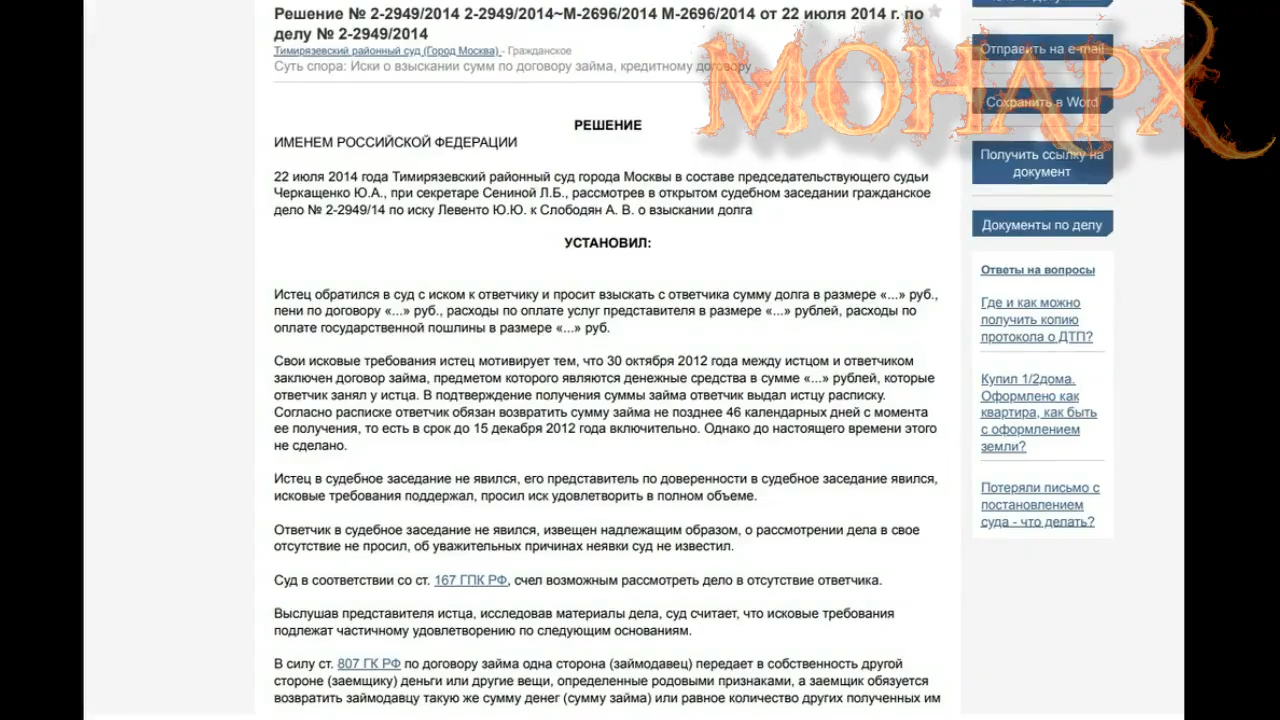 Решение № 2-2949/2014 2-2949/2014~М-2696/2014 М-2696/2014 от 22 июля 2014 г. по
делу № 2-2949/2014
Тимирязевский районный суд (Город Москва) - Гражданское
Суть спора: Иски о взыскании сумм по договору займа, кредитному договору
МОНАРХ
РЕШЕНИЕ
ИМЕНЕМ РОССИЙСКОЙ ФЕДЕРАЦИИ
22 июля 2014 года Тимирязевский районный суд города Москвы в составе председательствующего судьи
Черкащенко Ю.А., при секретаре Сениной Л.Б., рассмотрев в открытом судебном заседании гражданское
дело № 2-2949/14 по иску Левенто Ю.Ю. к Слободян А. В. о взыскании долга
УСТАНОВИЛ:
Истец обратился в суд с иском к ответчику и просит взыскать с ответчика сумму долга в размере «...» руб.,
пени по договору «...» руб., расходы по оплате услуг представителя в размере «...» рублей, расходы по
оплате государственной пошлины в размере «...» руб.
Свои исковые требования истец мотивирует тем, что 30 октября 2012 года между истцом и ответчиком
заключен договор займа, предметом которого являются денежные средства в сумме «...» рублей, которые
ответчик занял у истца. В подтверждение получения суммы займа ответчик выдал истцу расписку.
Согласно расписке ответчик обязан возвратить сумму займа не позднее 46 календарных дней с момента
ее получения, то есть в срок до 15 декабря 2012 года включительно. Однако до настоящего времени этого
не сделано.
Истец в судебное заседание не явился, его представитель по доверенности в судебное заседание явился,
исковые требования поддержал, просил иск удовлетворить в полном объеме.
Ответчик в судебное заседание не явился, извещен надлежащим образом, о рассмотрении дела в свое
отсутствие не просил, об уважительных причинах неявки суд не известил.
Суд в соответствии со ст. 167 ГПК РФ, счел возможным рассмотреть дело в отсутствие ответчика.
Выслушав представителя истца, исследовав материалы дела, суд считает, что исковые требования
подлежат частичному удовлетворению по следующим основаниям.
В силу ст. 807 ГК РФ по договору займа одна сторона (займодавец) передает в собственность другой
стороне (заемщику) деньги или другие вещи, определенные родовыми признаками, а заемщик обязуется
возвратить займодавцу такую же сумму денег (сумму займа) или равное количество других полученных им
Отправить на e-mail
Сохранить в Word
Получить ссылку на
документ
Документы по делу
Ответы на вопросы
Где и как можно
получить копию
протокола о ДТП?
Купил 1/2дома.
Оформлено как
квартира, как быть
с оформлением
земли?
Потеряли письмо с
постановлением
суда - что делать?